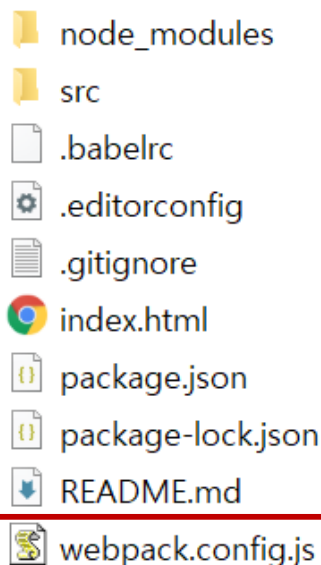 node_modules
src
.babelrc
.editorconfig
.gitignore
index.html
package.json
package-lock.json
README.md
webpack.config.js